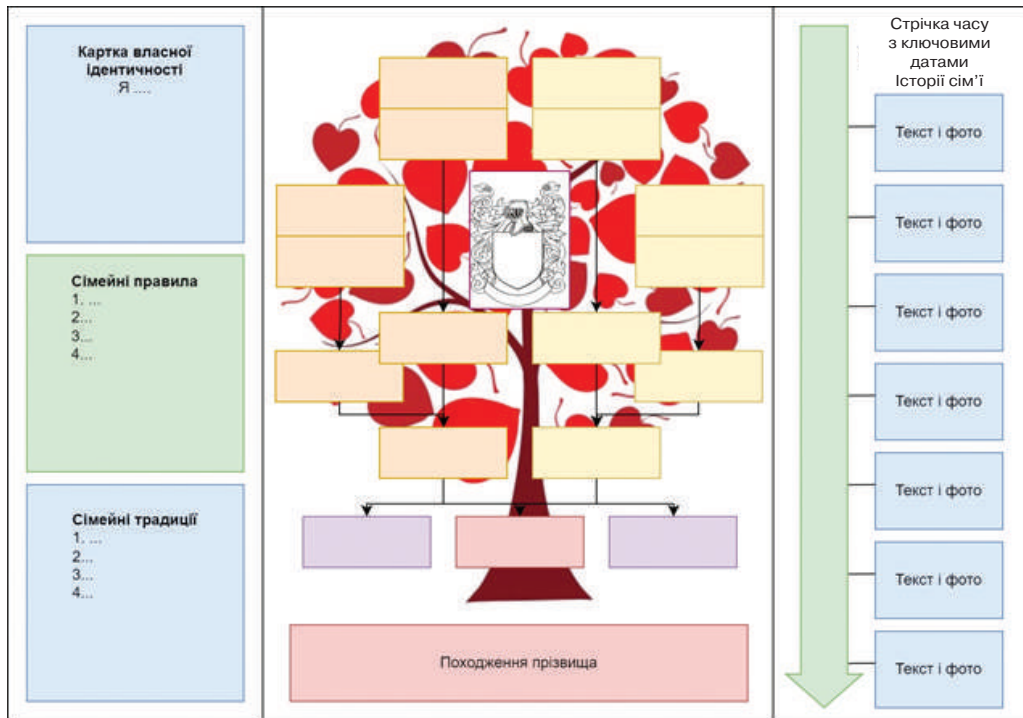 Картка власної
ідентичності
Я ....
Сімейні правила
1. ...
2...
3...
4...
Сімейні традиції
1. ...
2...
3...
4...
Походження прізвища
Стрічка часу
з ключовими
датами
Історії сім’ї
Текст і фото
Текст і фото
Текст і фото
Текст і фото
Текст і фото
Текст і фото
Текст і фото